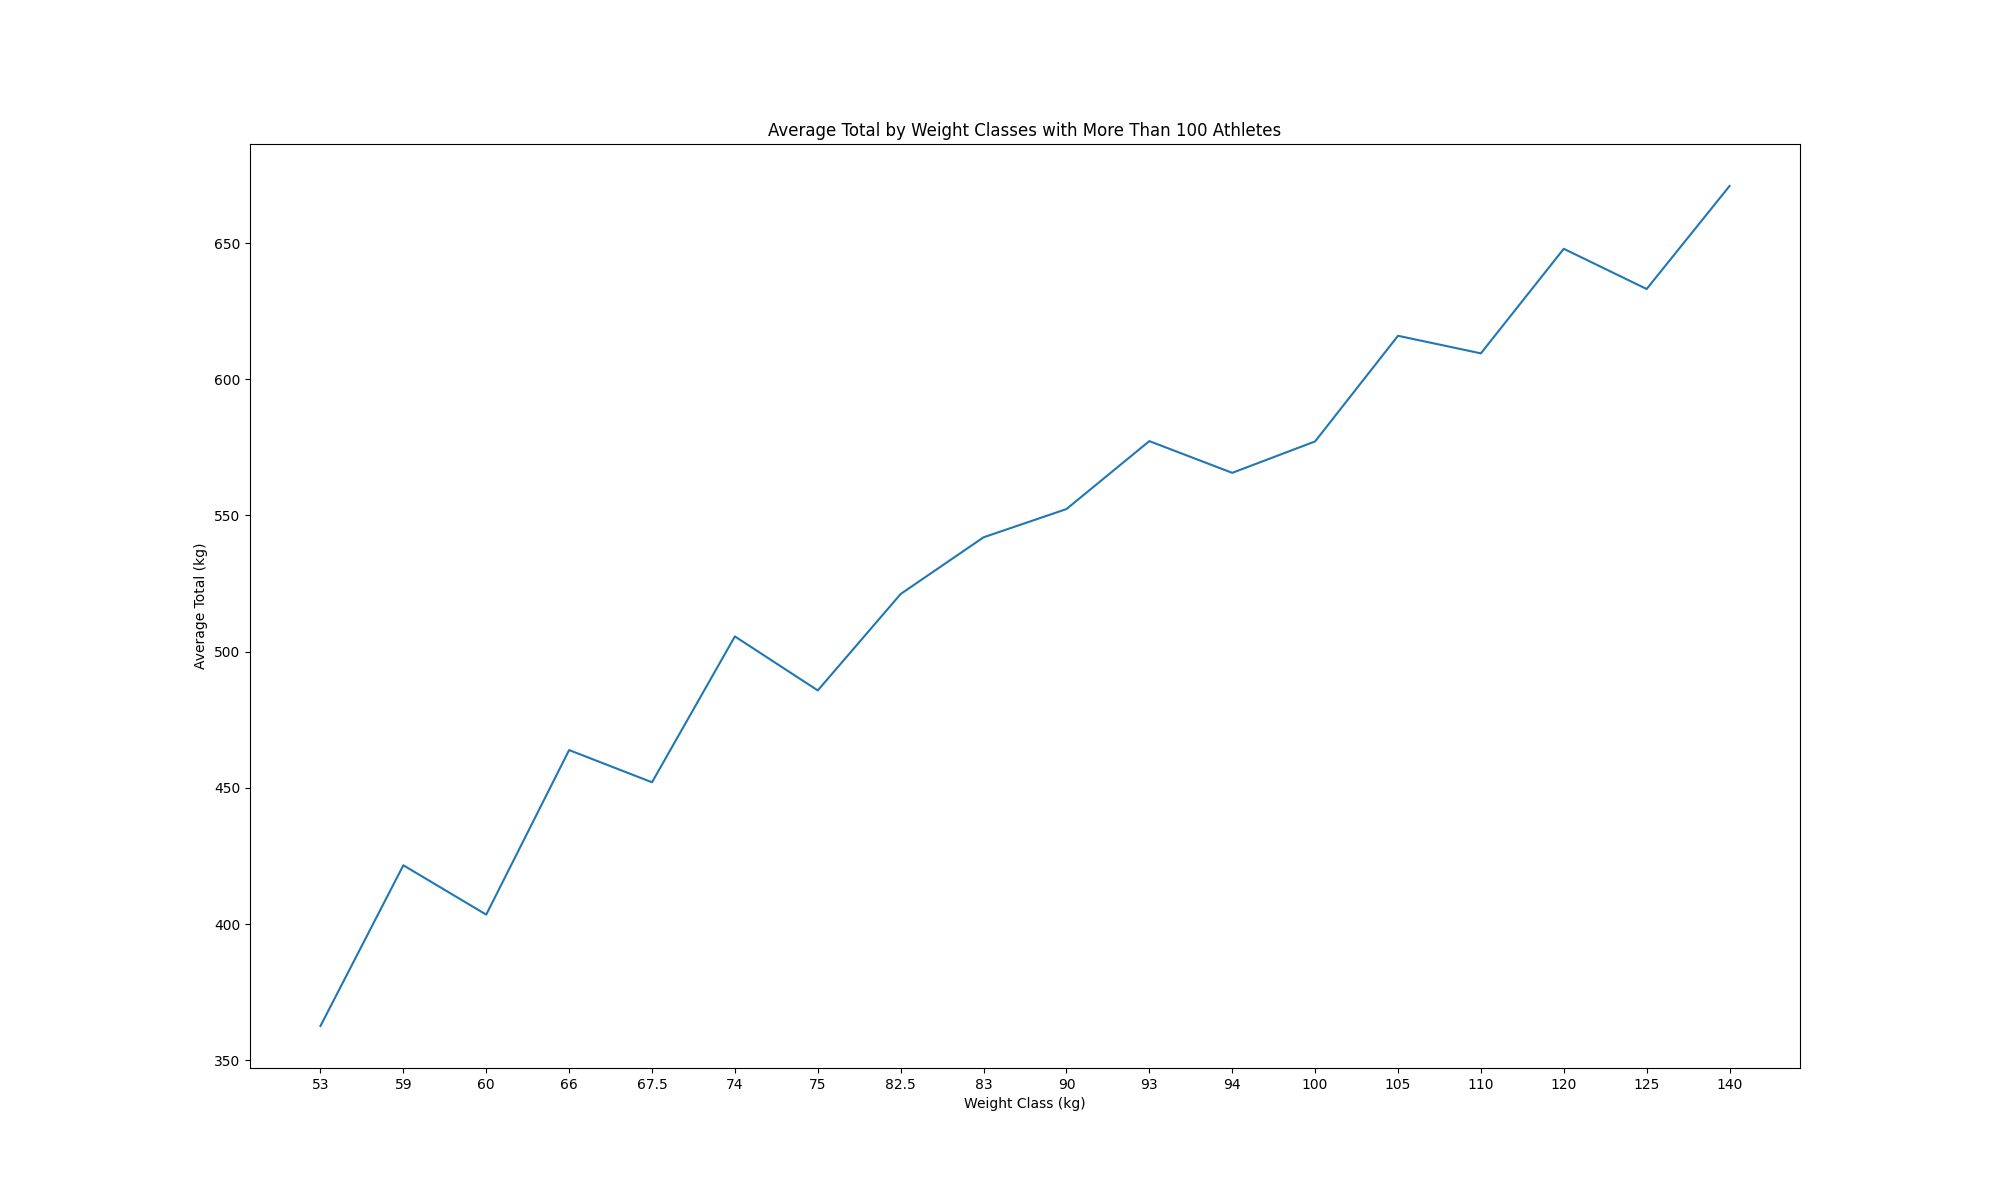 Average Total by Weight Classes with More Than 100 Athletes
650
600
550
500
450
400
350
Average Total (kg)
53 59 60 66 67.5 74 75 82.5 83 90 93 94 100 105 110 120 125 140
Weight Class (kg)